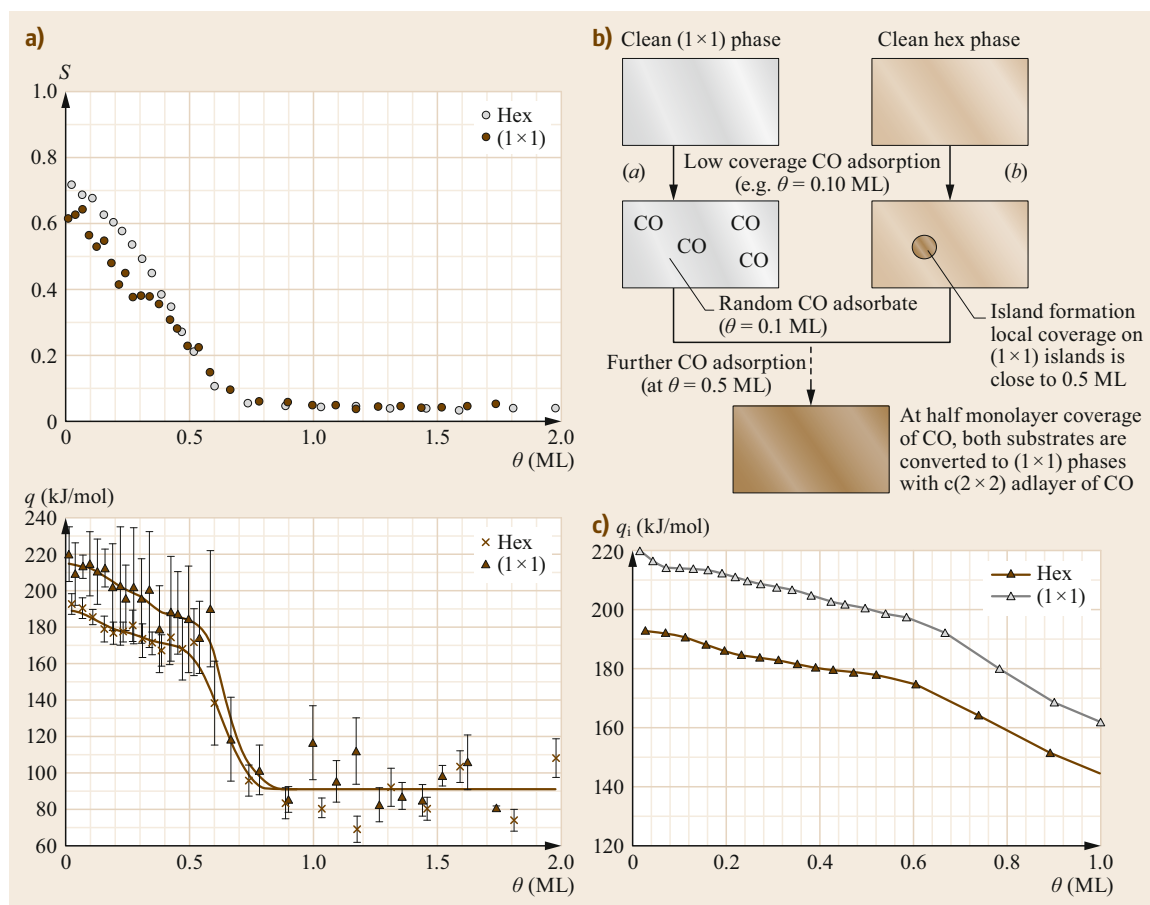 a)
S
1.0
0.8
0.6
0.4
0.2
0
Hex
(1×1)
0 0.5 1.0 1.5 2.0
θ (ML)
q (kJ/mol)
240
220
200
180
160
140
120
100
80
60
Hex
(1×1)
0 0.5 1.0 1.5 2.0
θ (ML)
b)
Clean (1×1) phase
Clean hex phase
(a)
Low coverage CO adsorption
(e.g. θ = 0.10 ML)
(b)
CO CO
CO
CO
Random CO adsorbate
(θ = 0.1 ML)
Island formation
local coverage on
(1×1) islands is
close to 0.5 ML
Further CO adsorption
(at θ = 0.5 ML)
At half monolayer coverage
of CO, both substrates are
converted to (1×1) phases
with c(2×2) adlayer of CO
c) qi (kJ/mol)
220
200
180
160
140
120
Hex
(1×1)
0 0.2 0.4 0.6 0.8 1.0
θ (ML)